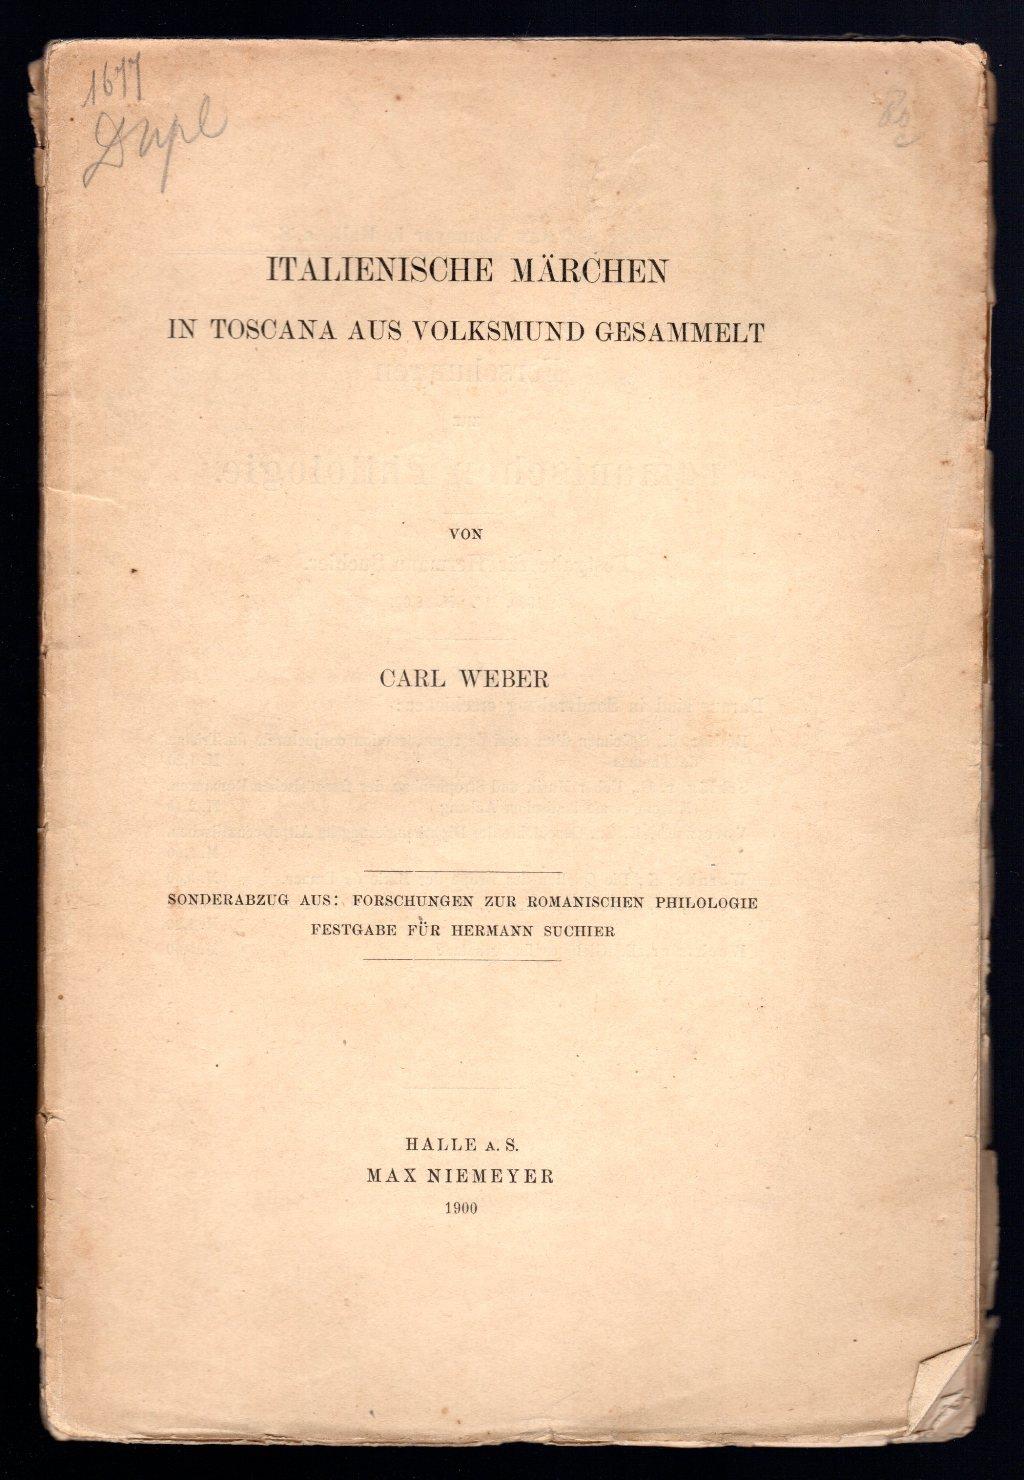 1677
Dupl
ITALIENISCHE MÄRCHEN
IN TOSCANA AUS VOLKSMUND GESAMMELT
VON
CARL WEBER
SONDERABZUG AUS: FORSCHUNGEN ZUR ROMANISCHEN PHILOLOGIE
FESTGABE FÜR HERMANN SUCHIER
HALLE A. S.
MAX NIEMEYER
1900